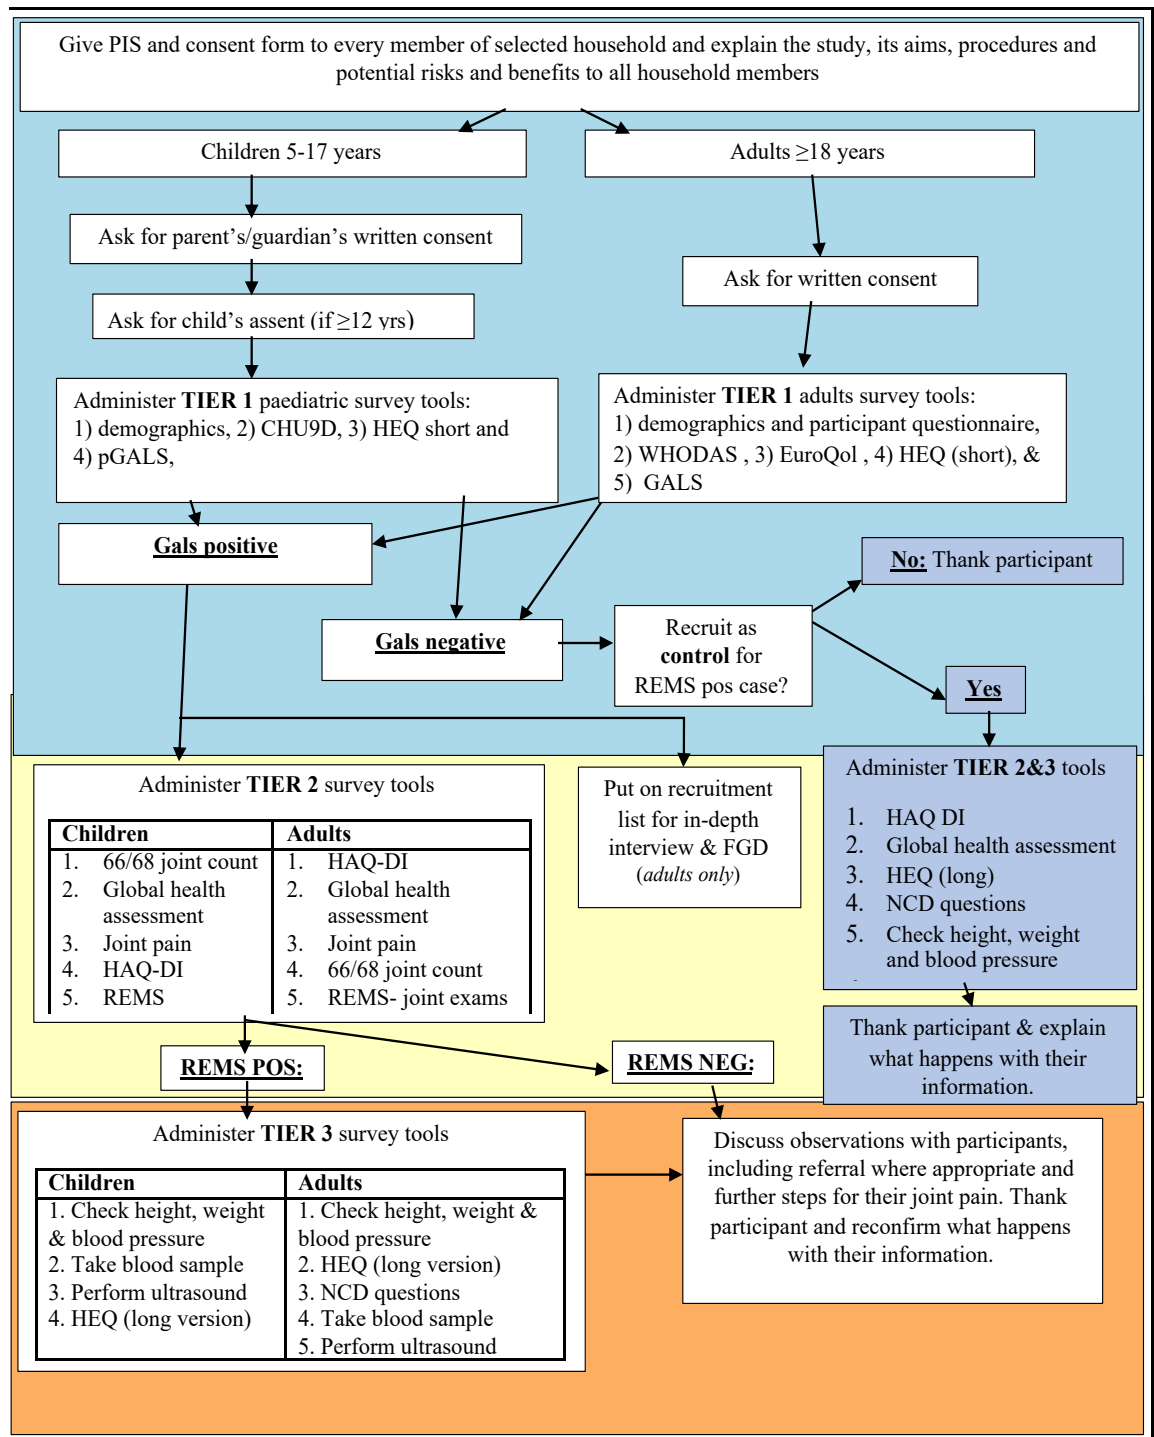 Give PIS and consent form to every member of selected household and explain the study, its aims, procedures and
potential risks and benefits to all household members
Children 5-17 years
Adults ≥18 years
Ask for parent’s/guardian’s written consent
Ask for written consent
Ask for child’s assent (if ≥12 yrs)
Administer TIER 1 paediatric survey tools:
1) demographics, 2) CHU9D, 3) HEQ short and
4) pGALS,
Administer TIER 1 adults survey tools:
1) demographics and participant questionnaire,
2) WHODAS , 3) EuroQol , 4) HEQ (short), &
5) GALS
Gals positive
No: Thank participant
Gals negative
Recruit as
control for
REMS pos case?
Yes
Administer TIER 2 survey tools
Children
1. 66/68 joint count
2. Global health
assessment
3. Joint pain
4. HAQ-DI
5. REMS
Adults
1. HAQ-DI
2. Global health
assessment
3. Joint pain
4. 66/68 joint count
5. REMS- joint exams
Put on recruitment
list for in-depth
interview & FGD
(adults only)
Administer TIER 2&3 tools
1. HAQ DI
2. Global health assessment
3. HEQ (long)
4. NCD questions
5. Check height, weight
and blood pressure
Thank participant & explain
what happens with their
information.
REMS POS:
REMS NEG:
Administer TIER 3 survey tools
Children
1. Check height, weight
& blood pressure
2. Take blood sample
3. Perform ultrasound
4. HEQ (long version)
Adults
1. Check height, weight &
blood pressure
2. HEQ (long version)
3. NCD questions
4. Take blood sample
5. Perform ultrasound
Discuss observations with participants,
including referral where appropriate and
further steps for their joint pain. Thank
participant and reconfirm what happens
with their information.